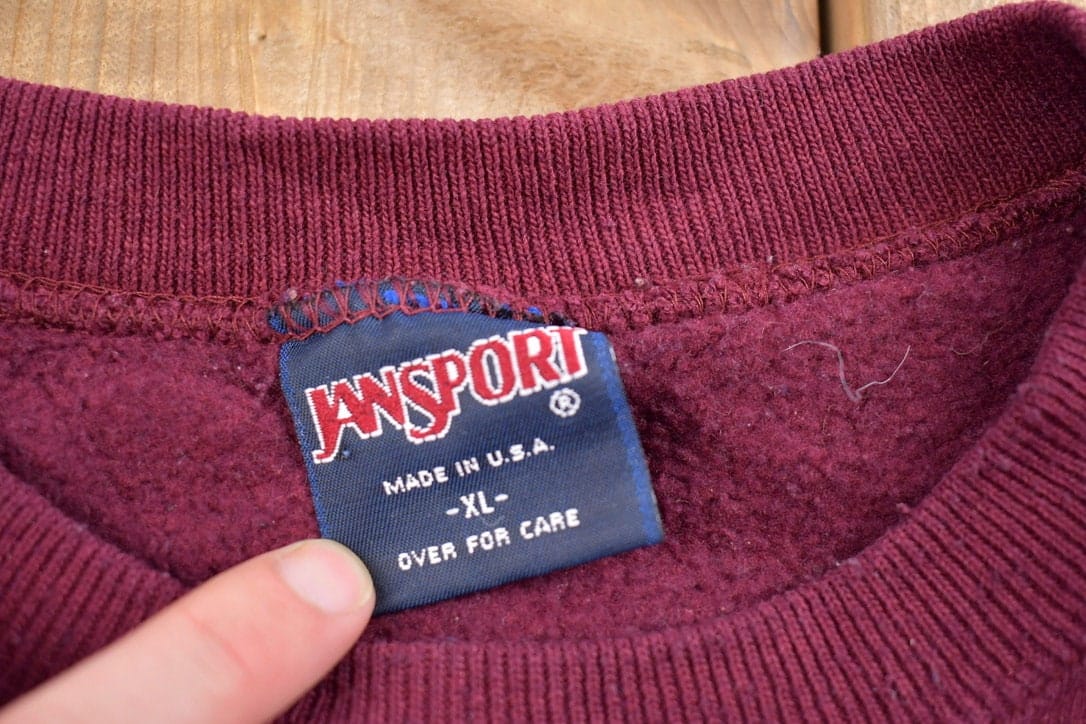 JANSPORT
®
MADE IN U.S.A.
-XL-
OVER FOR CARE